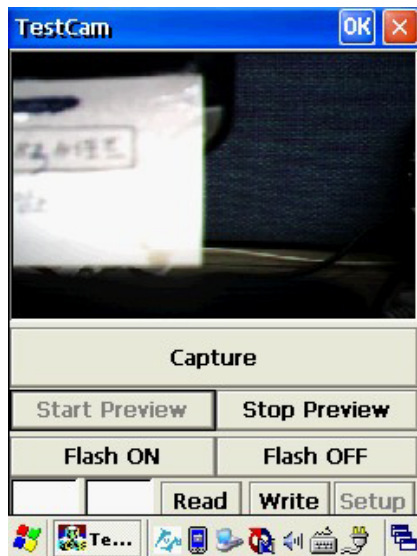 TestCam OK
Capture
Start Preview Stop Preview
Flash ON Flash OFF
Read Write Setup
Te...